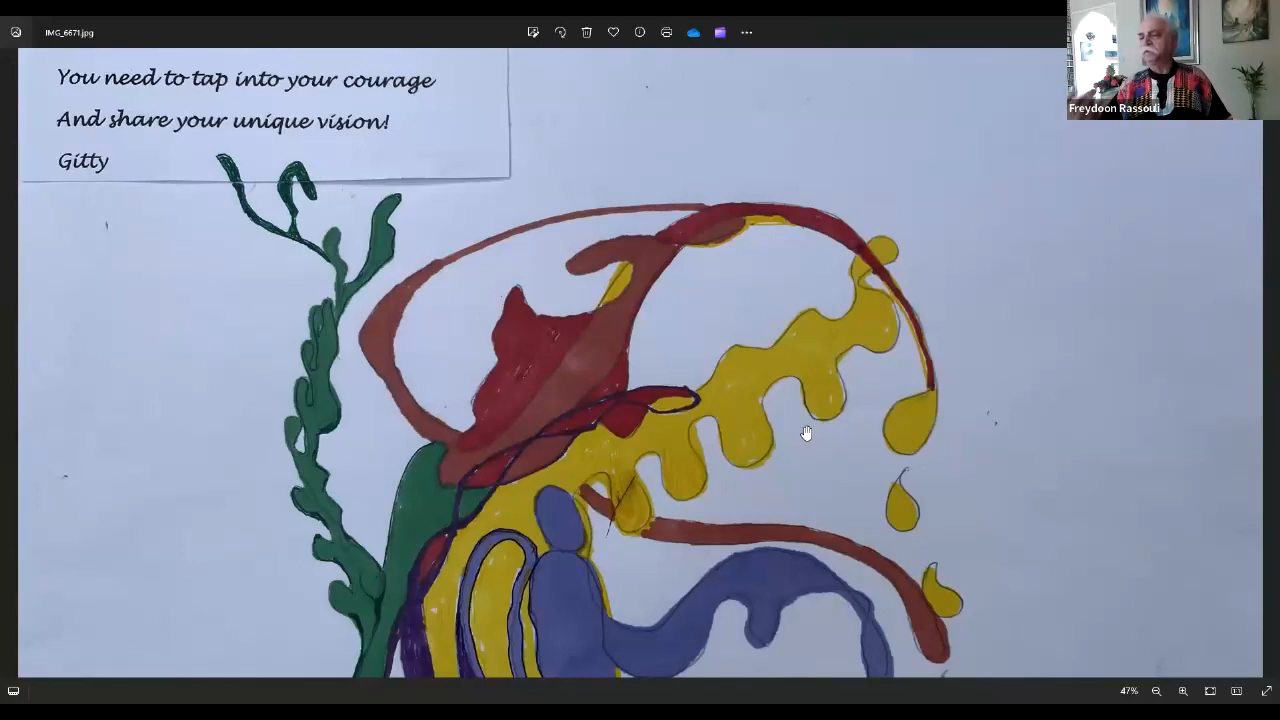 IMG_6671.jpg
You need to tap into your courage
And share your unique vision!
Gitty
Freydoon Rassouli
47%